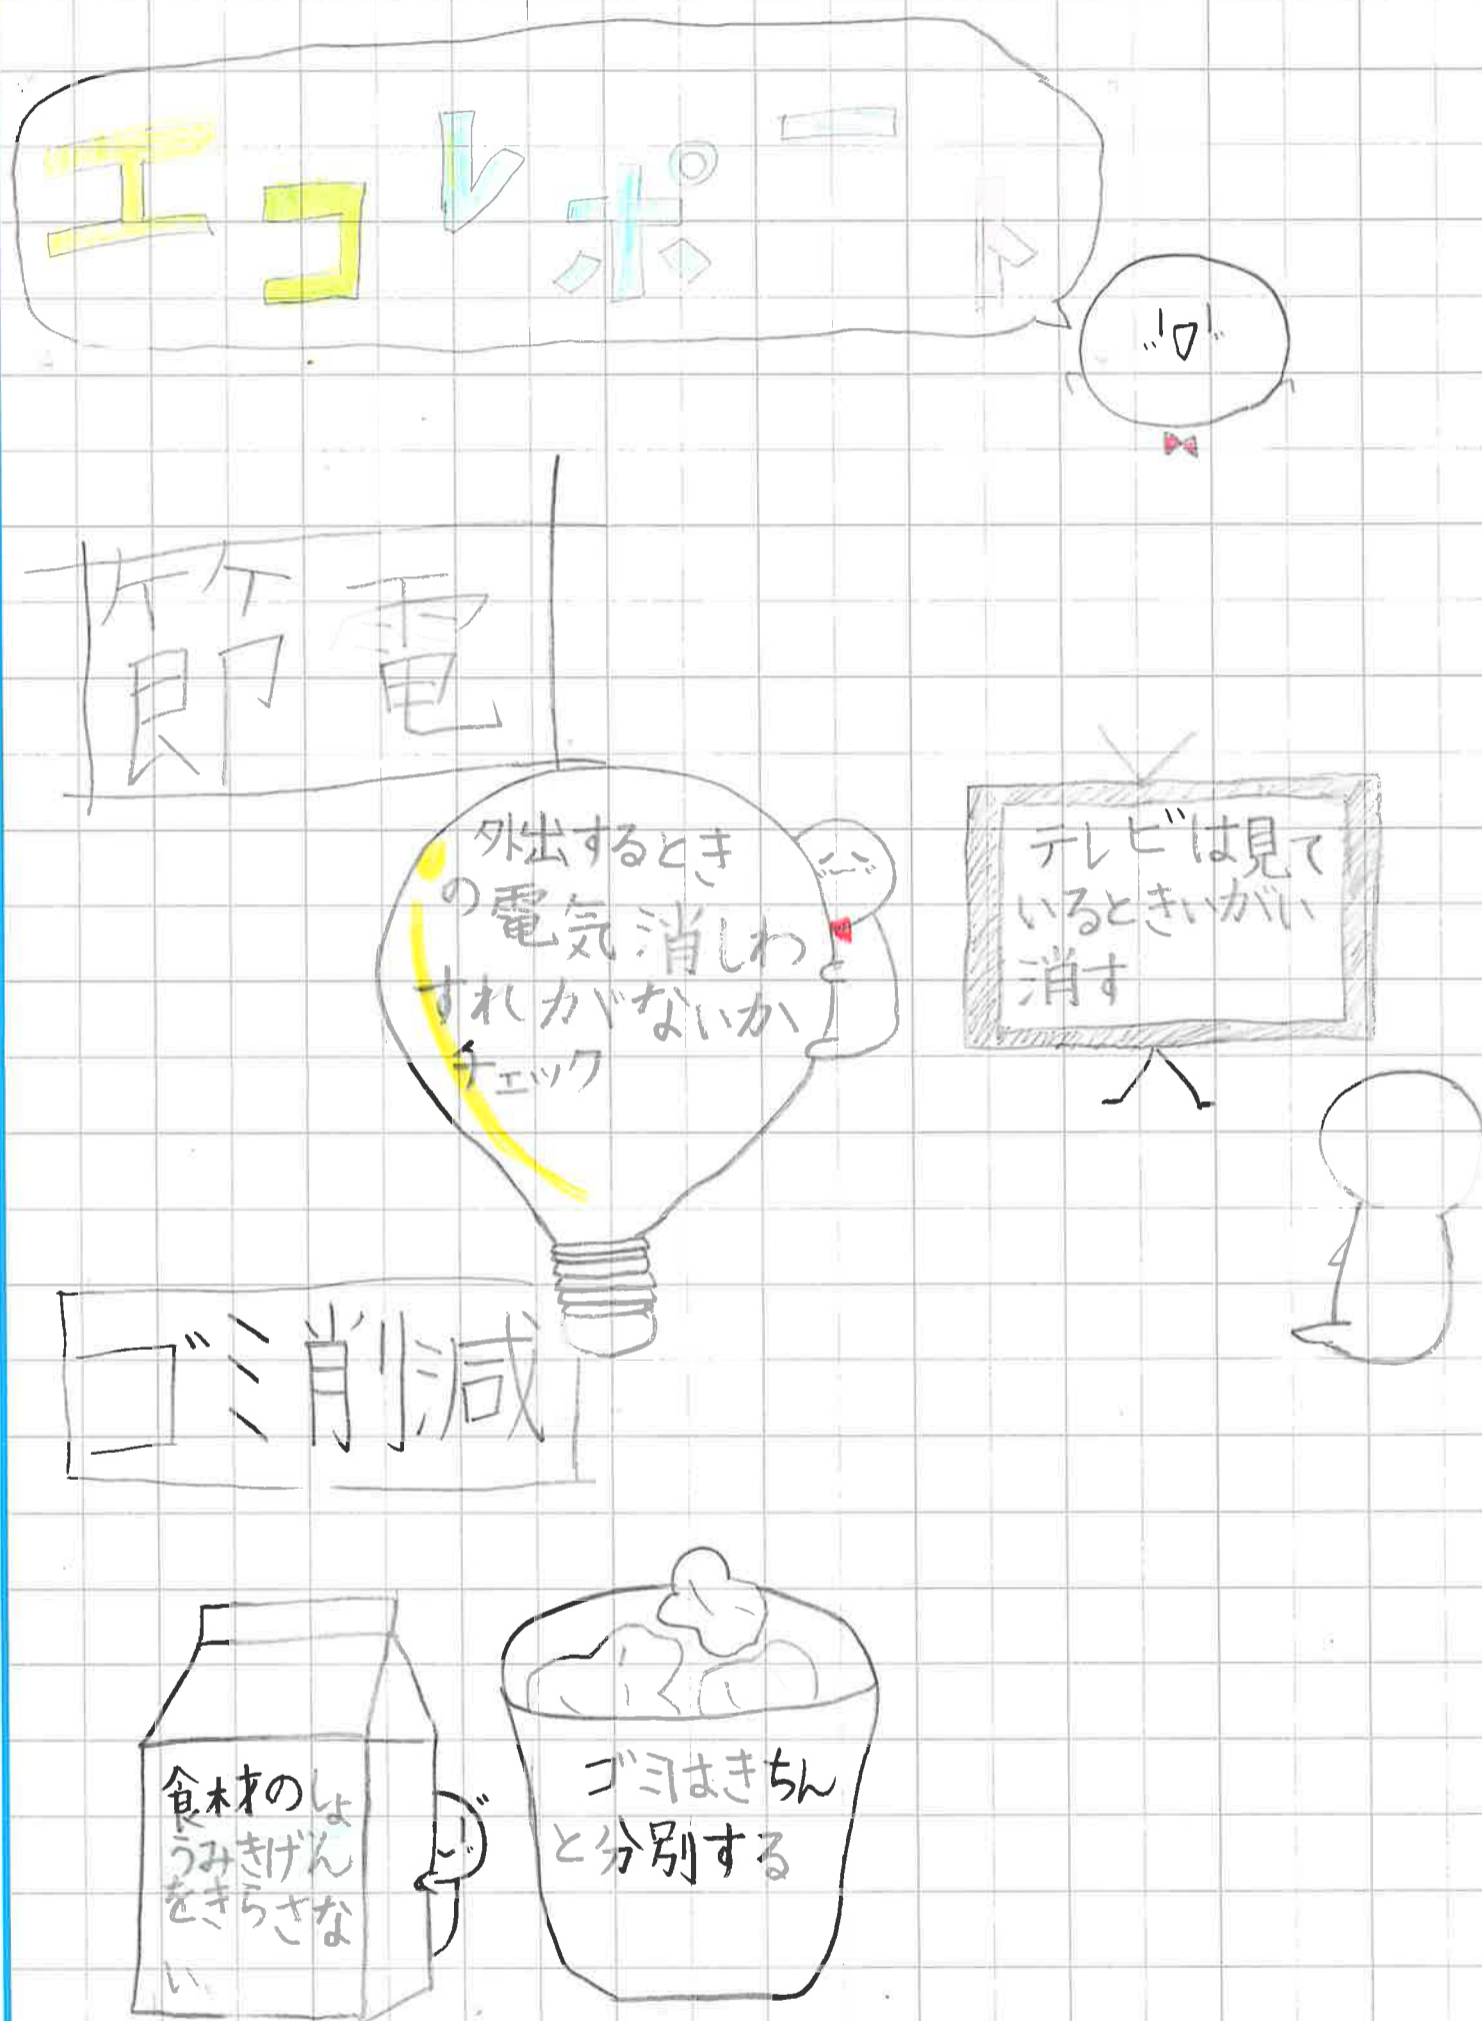 エコレポート
節電
外出するとき
の電気消しわ
すれがないか
チェック
テレビは見て
いるときいがい
消す
ゴミ削減
食材のしょ
うみきげん
をきらさな
い
ゴミはきちん
と分別する